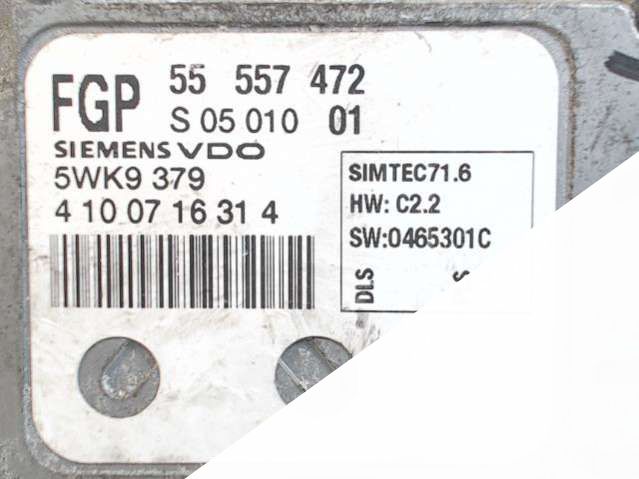 FGP 55 557 472
S 05 010 01
SIEMENS VDO
5WK9 379
4 10 07 16 31 4
SIMTEC71.6
HW: C2.2
SW:0465301C
DLS